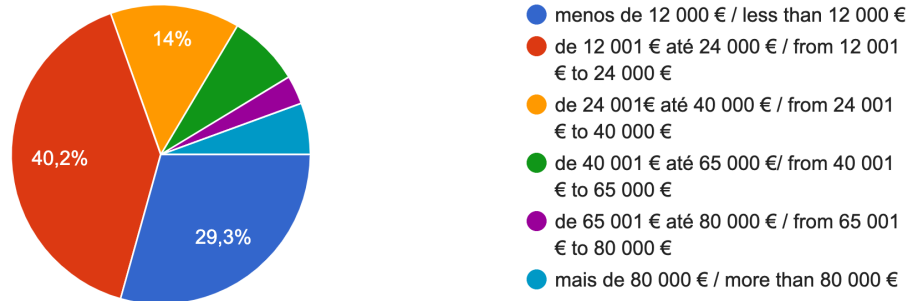 14%
40,2%
29,3%
menos de 12 000 € / less than 12 000 €
de 12 001 € até 24 000 € / from 12 001
€ to 24 000 €
de 24 001€ até 40 000 € / from 24 001
€ to 40 000 €
de 40 001 € até 65 000 €/ from 40 001
€ to 65 000 €
de 65 001 € até 80 000 € / from 65 001
€ to 80 000 €
mais de 80 000 € / more than 80 000 €